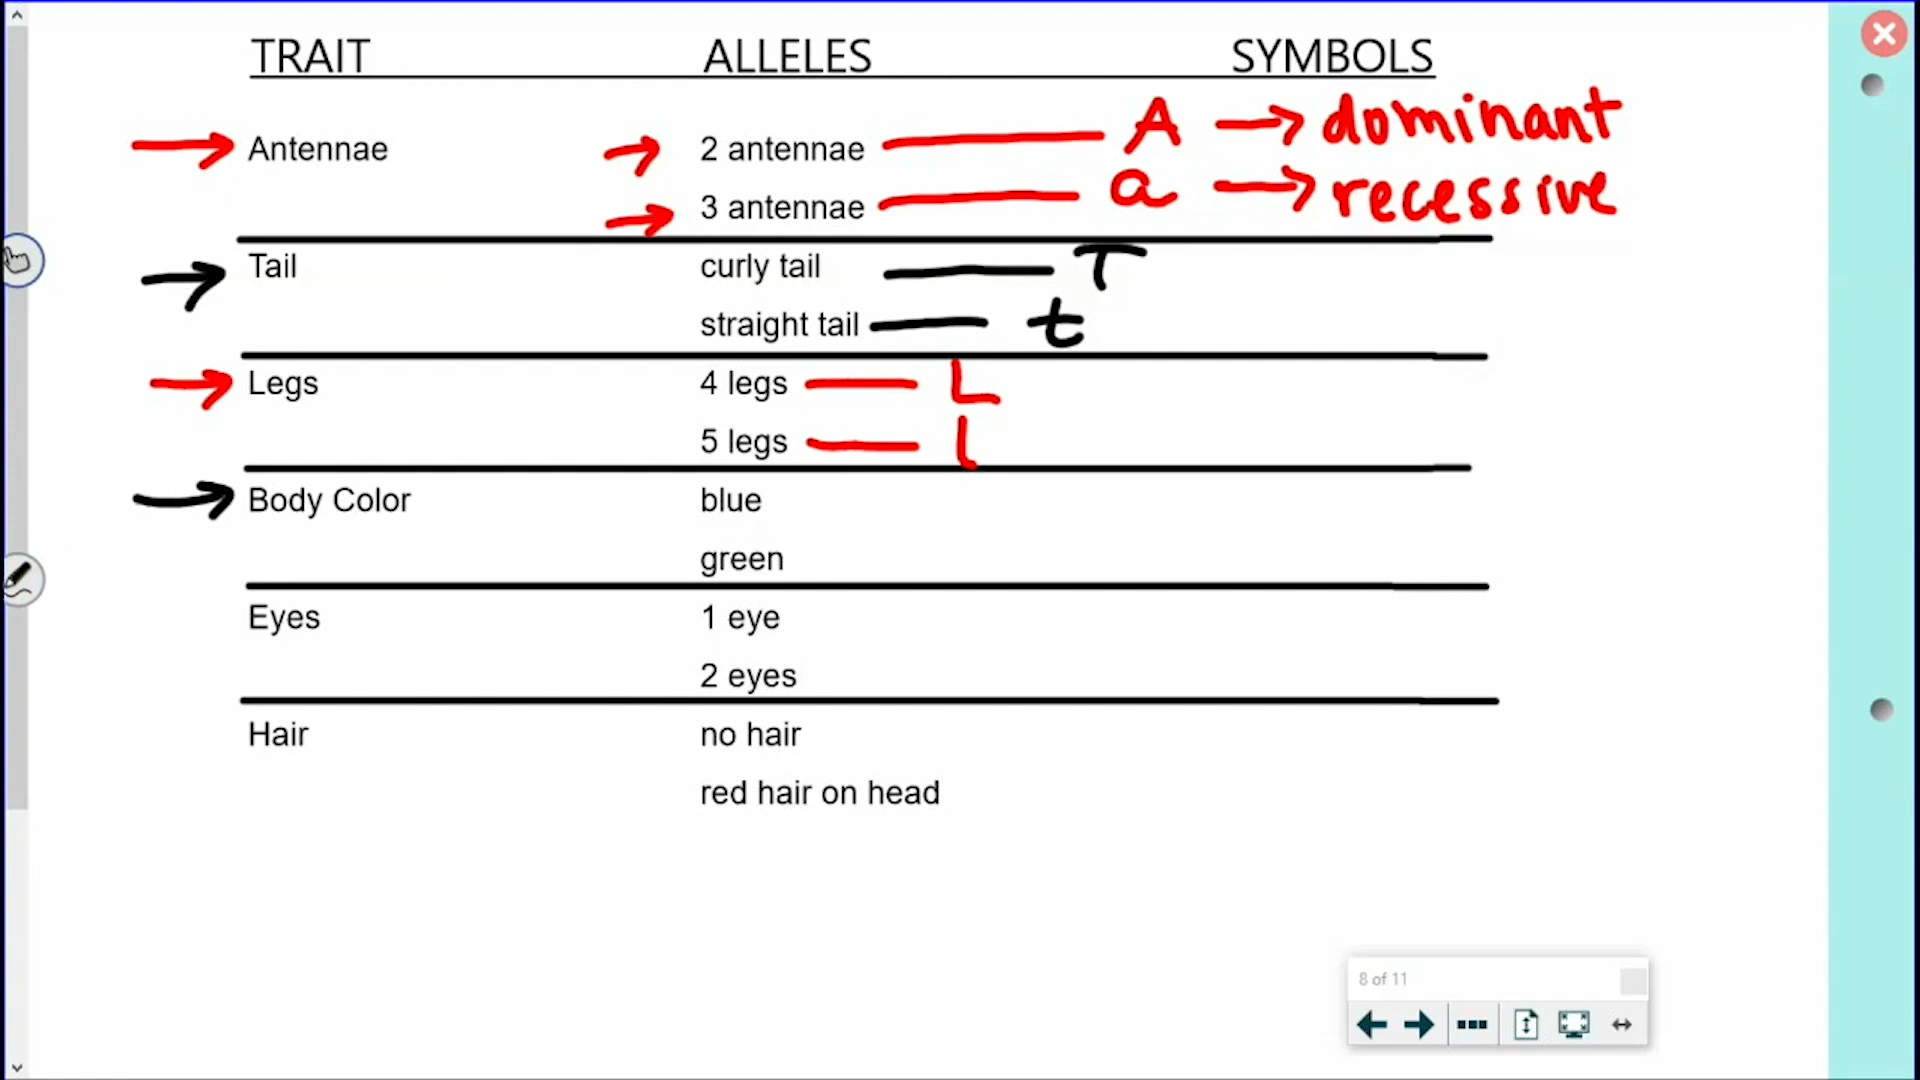 TRAIT ALLELES SYMBOLS
Antennae 2 antennae A → dominant
3 antennae a → recessive
Tail curly tail T
straight tail t
Legs 4 legs L
5 legs l
Body Color blue
green
Eyes 1 eye
2 eyes
Hair no hair
red hair on head
8 of 11